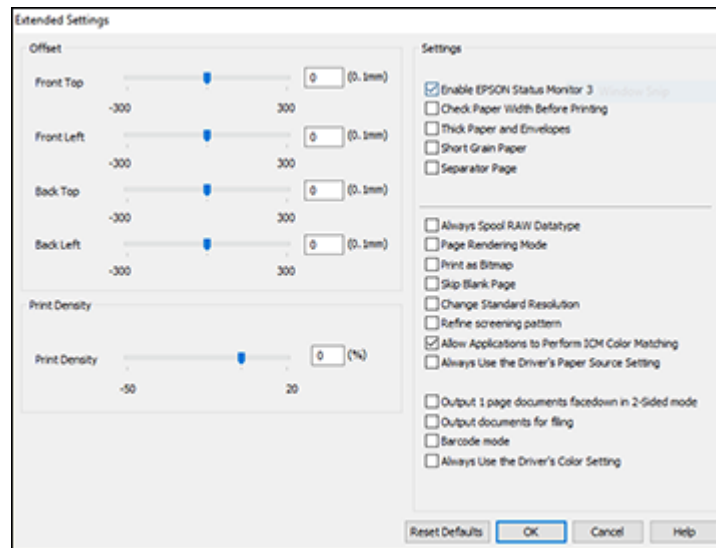 Extended Settings
Offset
Front Top
0 (0.1mm)
-300 300
Front Left
0 (0.1mm)
-300 300
Back Top
0 (0.1mm)
-300 300
Back Left
0 (0.1mm)
-300 300
Print Density
Print Density
0 (%)
-50 20
Settings
Enable EPSON Status Monitor 3
Window Snip
Check Paper Width Before Printing
Thick Paper and Envelopes
Short Grain Paper
Separator Page
Always Spool RAW Datatype
Page Rendering Mode
Print as Bitmap
Skip Blank Page
Change Standard Resolution
Refine screening pattern
Allow Applications to Perform ICM Color Matching
Always Use the Driver's Paper Source Setting
Output 1 page documents facedown in 2-Sided mode
Output documents for filing
Barcode mode
Always Use the Driver's Color Setting
Reset Defaults OK Cancel Help